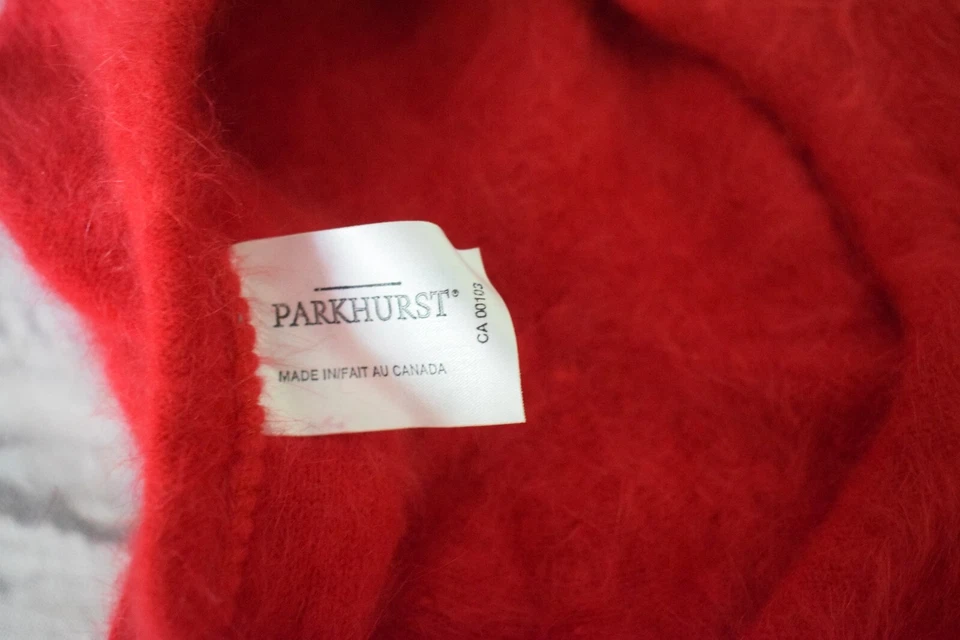 PARKHURST®
MADE IN/FAIT AU CANADA
CA 00103